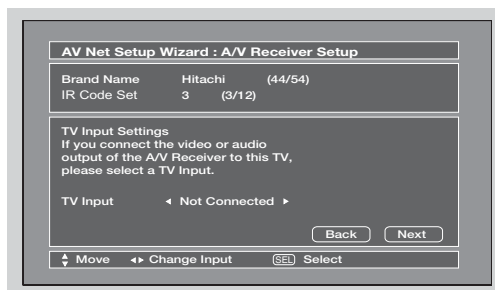 AV Net Setup Wizard : A/V Receiver Setup
Brand Name Hitachi (44/54)
IR Code Set 3 (3/12)
TV Input Settings
If you connect the video or audio
output of the A/V Receiver to this TV,
please select a TV Input.
TV Input Not Connected
Back Next
Move Change Input SEL Select